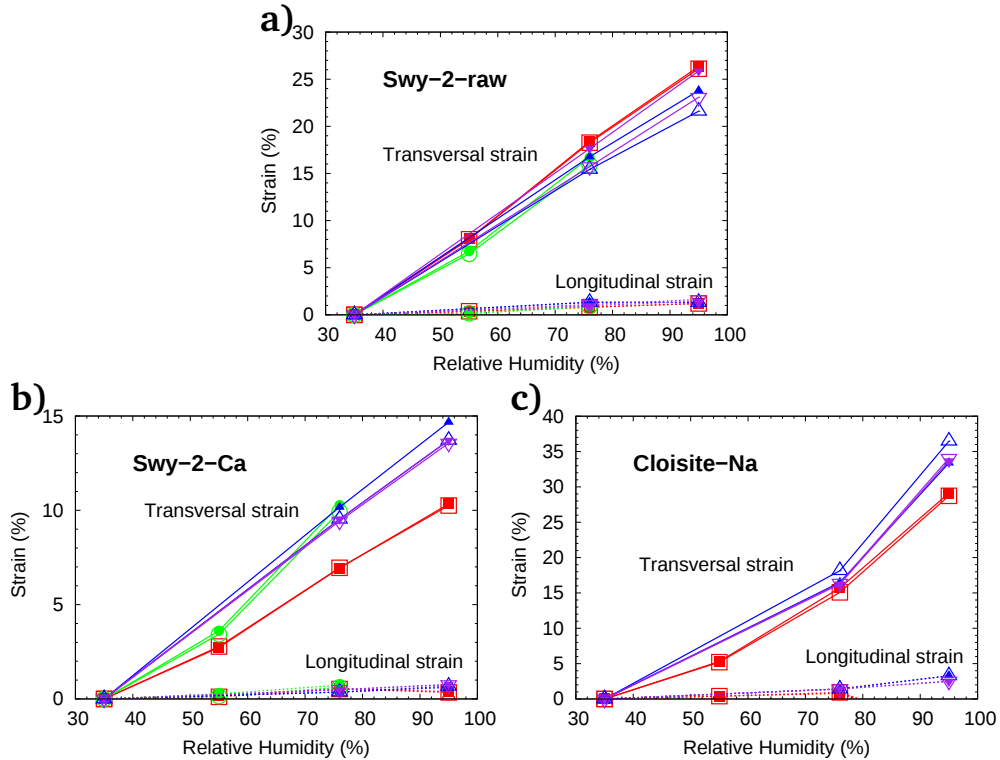 a)
30
25
20
15
10
5
0
Strain (%)
Swy−2−raw
Transversal strain
Longitudinal strain
30 40 50 60 70 80 90 100
Relative Humidity (%)
b)
15
10
5
0
Strain (%)
Swy−2−Ca
Transversal strain
Longitudinal strain
30 40 50 60 70 80 90 100
Relative Humidity (%)
c)
40
35
30
25
20
15
10
5
0
Strain (%)
Cloisite−Na
Transversal strain
Longitudinal strain
30 40 50 60 70 80 90 100
Relative Humidity (%)